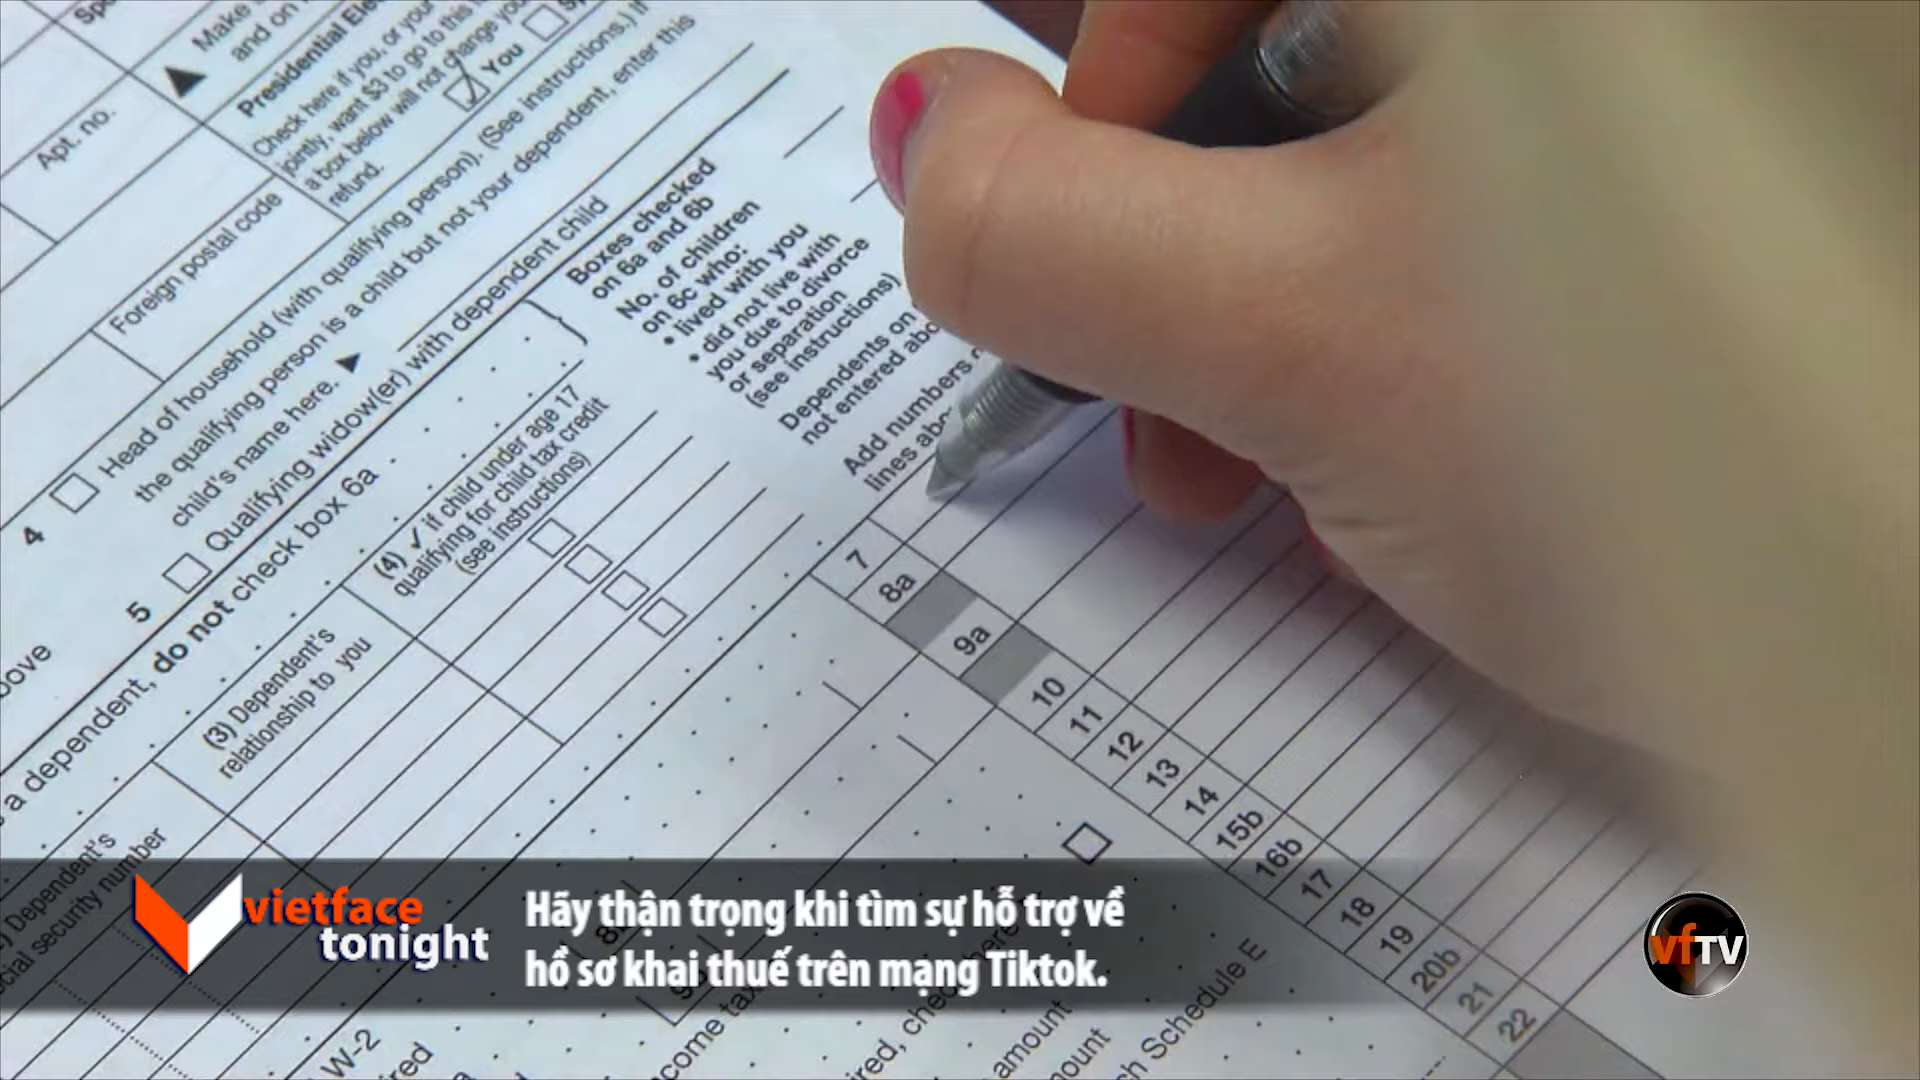 Make
and on
Presidential Ele
Check here if you, or your
jointly, want $3 to go to this
a box below will not change you
refund.
You
Apt. no.
Foreign postal code
4
Head of household (with qualifying person). (See instructions.) If
the qualifying person is a child but not your dependent, enter this
child's name here.
5
Qualifying widow(er) with dependent child
a dependent, do not check box 6a
Boxes checked
on 6a and 6b
No. of children
on 6c who:
• lived with you
• did not live with
you due to divorce
or separation
(see instructions)
Dependents on
not entered abo
Add numbers
lines abo
(3) Dependent's
relationship to you
(4) ✓ if child under age 17
qualifying for child tax credit
(see instructions)
Dependent's
social security number
7
8a
9a
10
11
12
13
14
15b
16b
17
18
19
20b
21
22
W-2
amount
Schedule E
vietface
tonight
Hãy thận trọng khi tìm sự hỗ trợ về
hồ sơ khai thuế trên mạng Tiktok.
vfTV